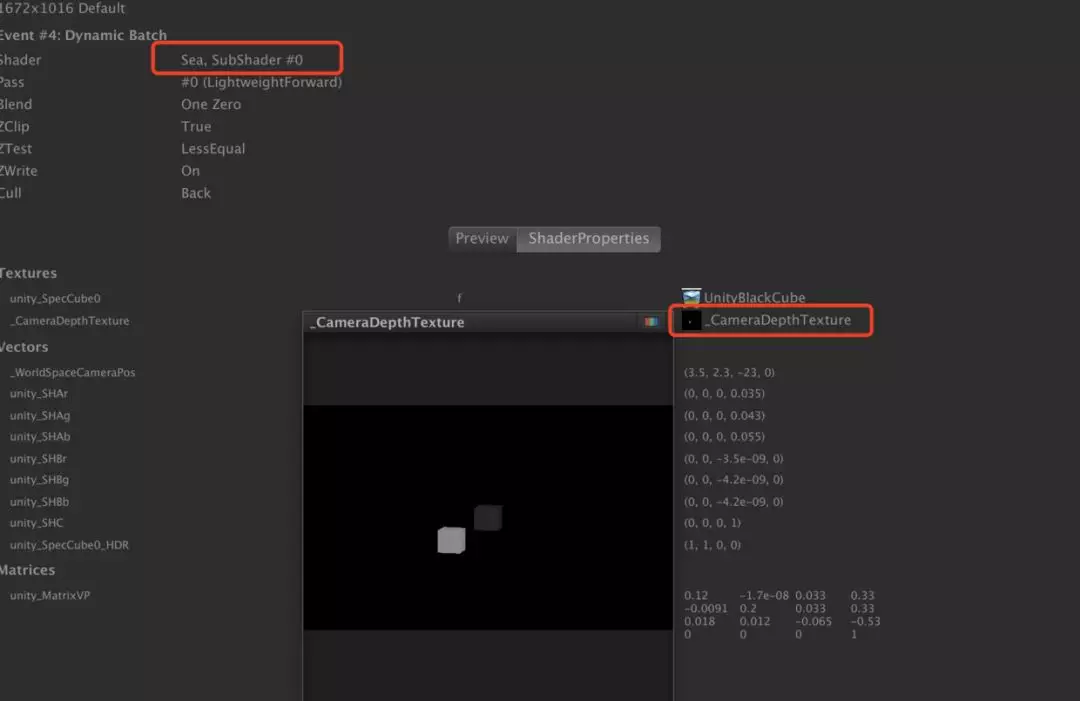 1672x1016 Default
Event #4: Dynamic Batch
Shader Sea, SubShader #0
Pass #0 (LightweightForward)
Blend One Zero
ZClip True
ZTest LessEqual
ZWrite On
Cull Back
Preview ShaderProperties
Textures
unity_SpecCube0 f UnityBlackCube
_CameraDepthTexture _CameraDepthTexture
_CameraDepthTexture
Vectors
_WorldSpaceCameraPos (3.5, 2.3, -23, 0)
unity_SHAr (0, 0, 0, 0.035)
unity_SHAg (0, 0, 0, 0.043)
unity_SHAb (0, 0, 0, 0.055)
unity_SHBr (0, 0, -3.5e-09, 0)
unity_SHBg (0, 0, -4.2e-09, 0)
unity_SHBb (0, 0, -4.2e-09, 0)
unity_SHC (0, 0, 0, 1)
unity_SpecCube0_HDR (1, 1, 0, 0)
Matrices
unity_MatrixVP 0.12 -1.7e-08 0.033 0.33
-0.0091 0.2 0.033 0.33
0.018 0.012 -0.065 -0.53
0 0 0 1